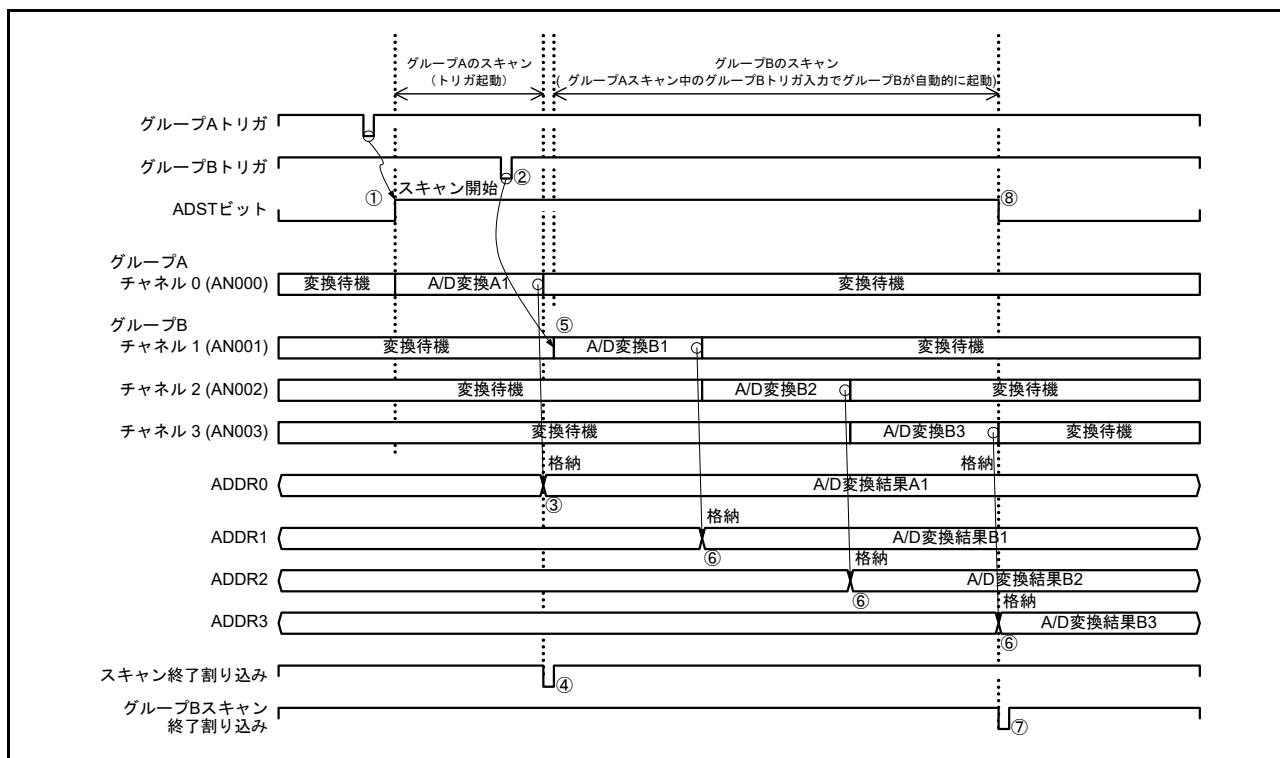 グループAのスキャン
（トリガ起動）
グループBのスキャン
( グループAスキャン中のグループBトリガ入力でグループBが自動的に起動)
グループAトリガ
グループBトリガ
②
① スキャン開始 ⑧
ADSTビット
グループA
チャネル 0 (AN000) 変換待機 A/D変換A1 変換待機
グループB
⑤
チャネル 1 (AN001) 変換待機 A/D変換B1 変換待機
チャネル 2 (AN002) 変換待機 A/D変換B2 変換待機
チャネル 3 (AN003) 変換待機 A/D変換B3 変換待機
格納 格納
ADDR0 A/D変換結果A1
③
格納
ADDR1 A/D変換結果B1
⑥
格納
ADDR2 A/D変換結果B2
⑥
格納
ADDR3 A/D変換結果B3
⑥
スキャン終了割り込み
④
グループBスキャン
終了割り込み
⑦